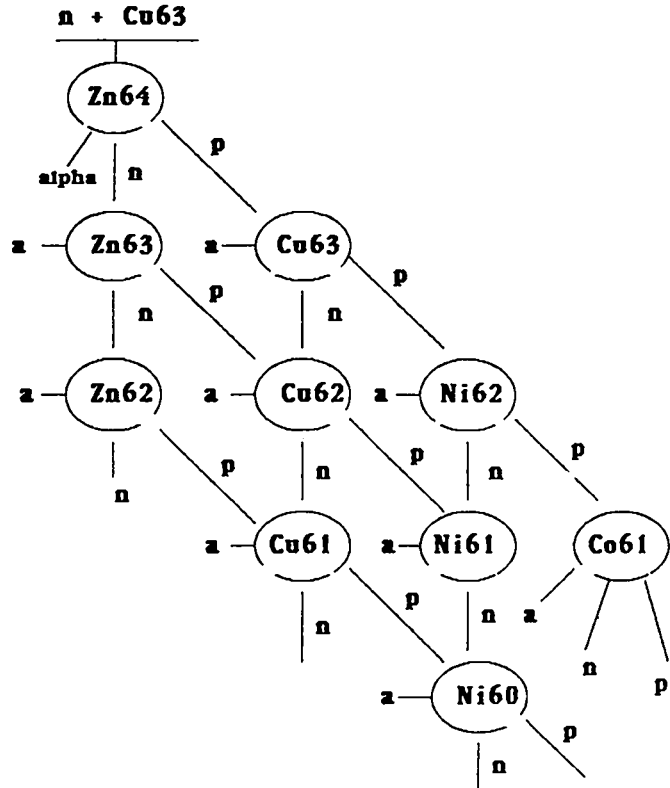 n + Cu63
Zn64
p
alpha n
a Zn63 a Cu63
p p
n n
a Zn62 a Cu62 a Ni62
p p p
n n n
a Cu61 a Ni61 Co61
p a
n n
n p
a Ni60
p
n